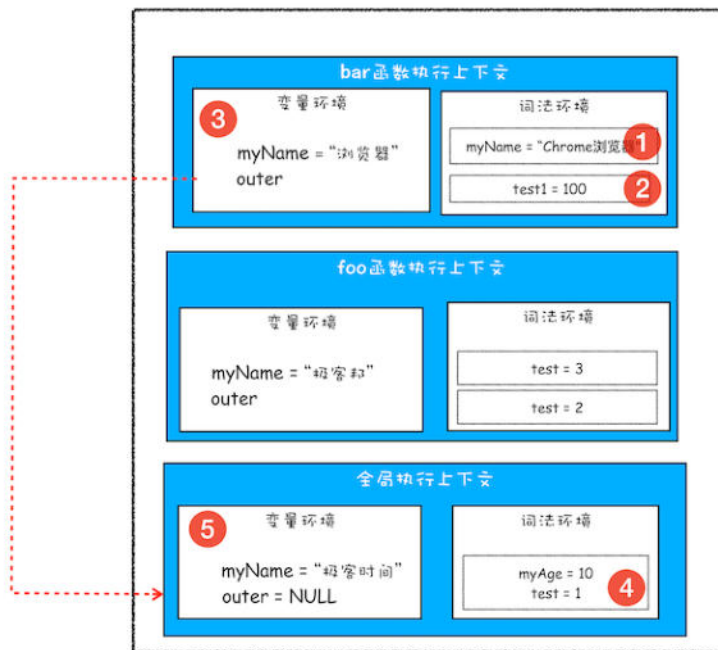 bar函数执行上下文
变量环境
3
myName = “浏览器”
outer
词法环境
myName = “Chrome浏览器”
1
test1 = 100
2
foo函数执行上下文
变量环境
myName = “极客邦”
outer
词法环境
test = 3
test = 2
全局执行上下文
变量环境
5
myName = “极客时间”
outer = NULL
词法环境
myAge = 10
test = 1
4